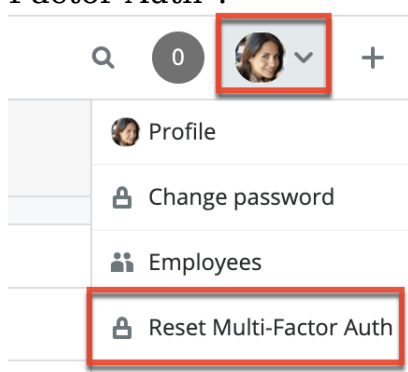 Factor Auth".
0
Profile
Change password
Employees
Reset Multi-Factor Auth